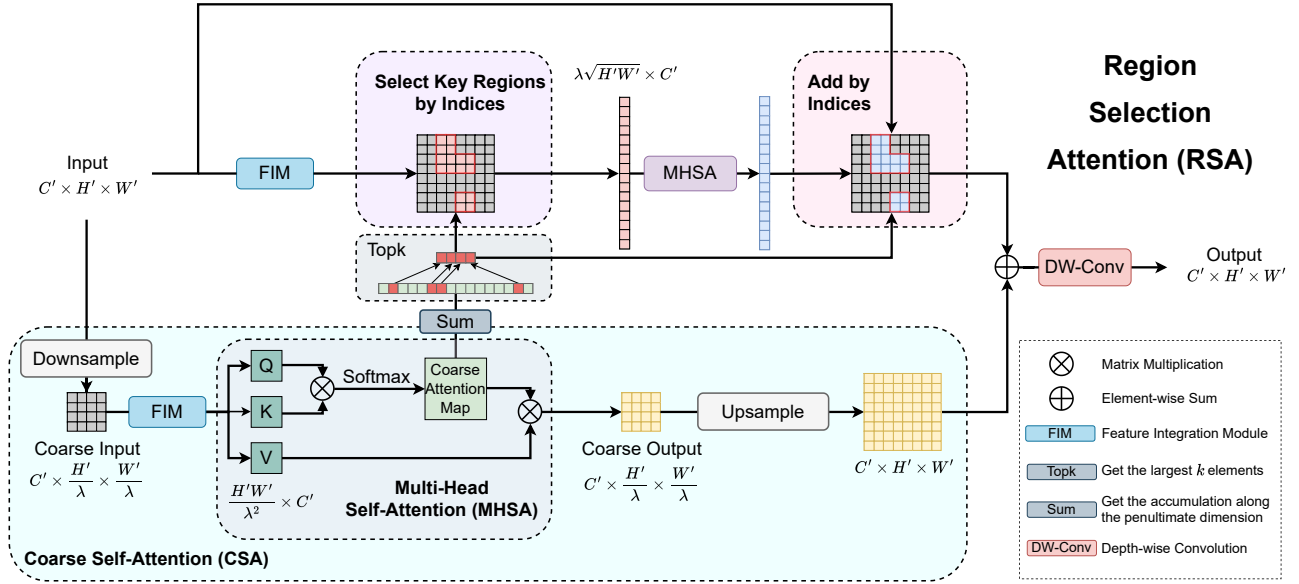 Region
Selection
Attention (RSA)
Select Key Regions
by Indices
λ√H′W′ × C′
Add by
Indices
Input
C′ × H′ × W′
FIM
MHSA
Topk
Sum
DW-Conv
Output
C′ × H′ × W′
Downsample
Coarse Input
C′ × H′/λ × W′/λ
FIM
Q
K
V
Softmax
Coarse
Attention
Map
H′W′/λ² × C′
Multi-Head
Self-Attention (MHSA)
Coarse Output
C′ × H′/λ × W′/λ
Upsample
C′ × H′ × W′
Coarse Self-Attention (CSA)
Matrix Multiplication
Element-wise Sum
FIM Feature Integration Module
Topk Get the largest k elements
Sum Get the accumulation along
the penultimate dimension
DW-Conv Depth-wise Convolution